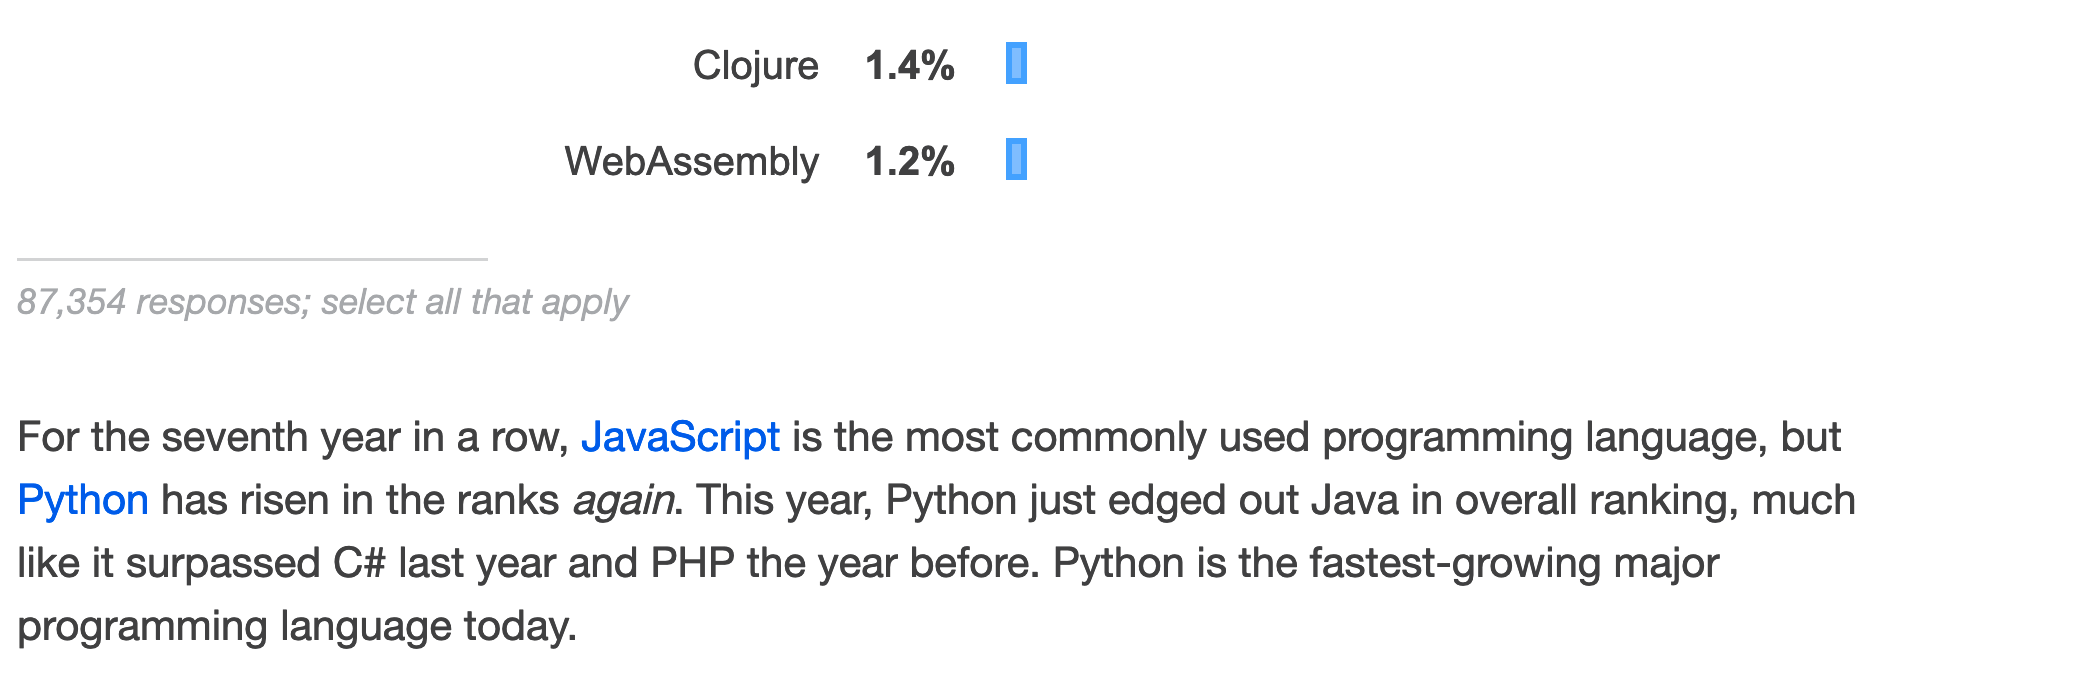 Clojure 1.4%
WebAssembly 1.2%
87,354 responses; select all that apply
For the seventh year in a row, JavaScript is the most commonly used programming language, but
Python has risen in the ranks again. This year, Python just edged out Java in overall ranking, much
like it surpassed C# last year and PHP the year before. Python is the fastest-growing major
programming language today.